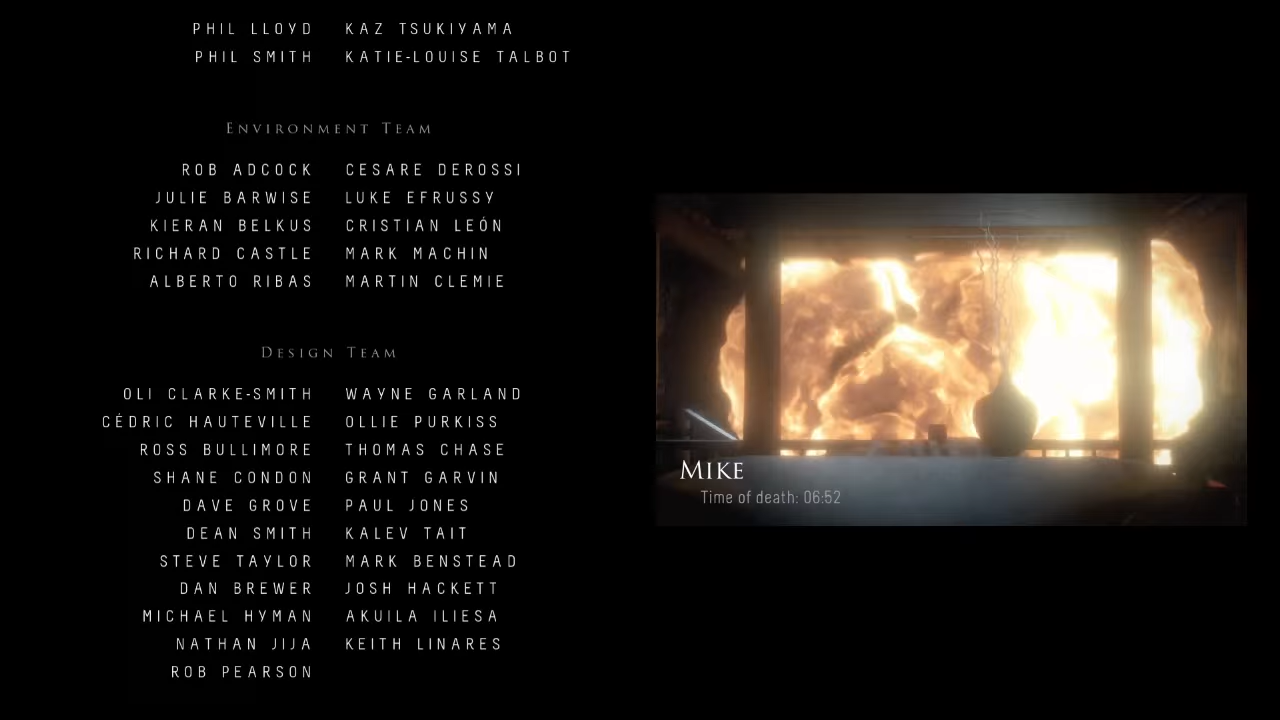 PHIL LLOYD KAZ TSUKIYAMA
PHIL SMITH KATIE-LOUISE TALBOT
ENVIRONMENT TEAM
ROB ADCOCK CESARE DEROSSI
JULIE BARWISE LUKE EFRUSSY
KIERAN BELKUS CRISTIAN LEÓN
RICHARD CASTLE MARK MACHIN
ALBERTO RIBAS MARTIN CLEMIE
DESIGN TEAM
OLI CLARKE-SMITH WAYNE GARLAND
CÉDRIC HAUTEVILLE OLLIE PURKISS
ROSS BULLIMORE THOMAS CHASE
SHANE CONDON GRANT GARVIN
DAVE GROVE PAUL JONES
DEAN SMITH KALEV TAIT
STEVE TAYLOR MARK BENSTEAD
DAN BREWER JOSH HACKETT
MICHAEL HYMAN AKUILA ILIESA
NATHAN JIJA KEITH LINARES
ROB PEARSON
MIKE
Time of death: 06:52